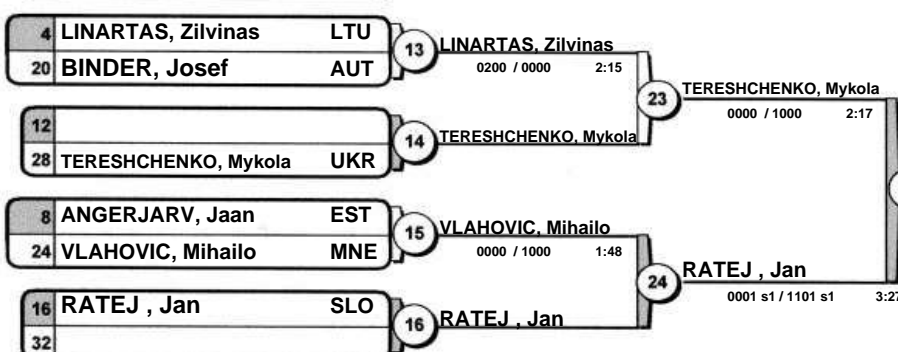 4 LINARTAS, Zilvinas LTU
20 BINDER, Josef AUT
13
LINARTAS, Zilvinas
0200 / 0000 2:15
12
28 TERESHCHENKO, Mykola UKR
14
TERESHCHENKO, Mykola
23
TERESHCHENKO, Mykola
0000 / 1000 2:17
8 ANGERJARV, Jaan EST
24 VLAHOVIC, Mihailo MNE
15
VLAHOVIC, Mihailo
0000 / 1000 1:48
16 RATEJ , Jan SLO
32
16
RATEJ , Jan
24
RATEJ , Jan
0001 s1 / 1101 s1 3:27